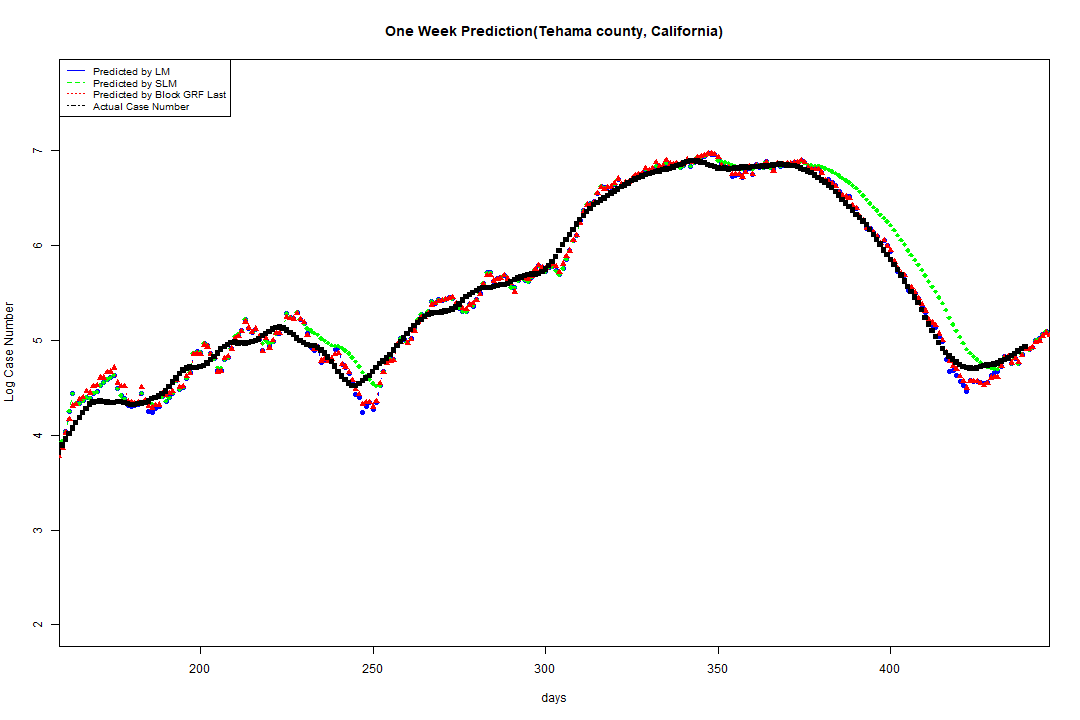 One Week Prediction(Tehama county, California)
Predicted by LM
Predicted by SLM
Predicted by Block GRF Last
Actual Case Number
7
6
5
4
3
2
Log Case Number
200 250 300 350 400
days